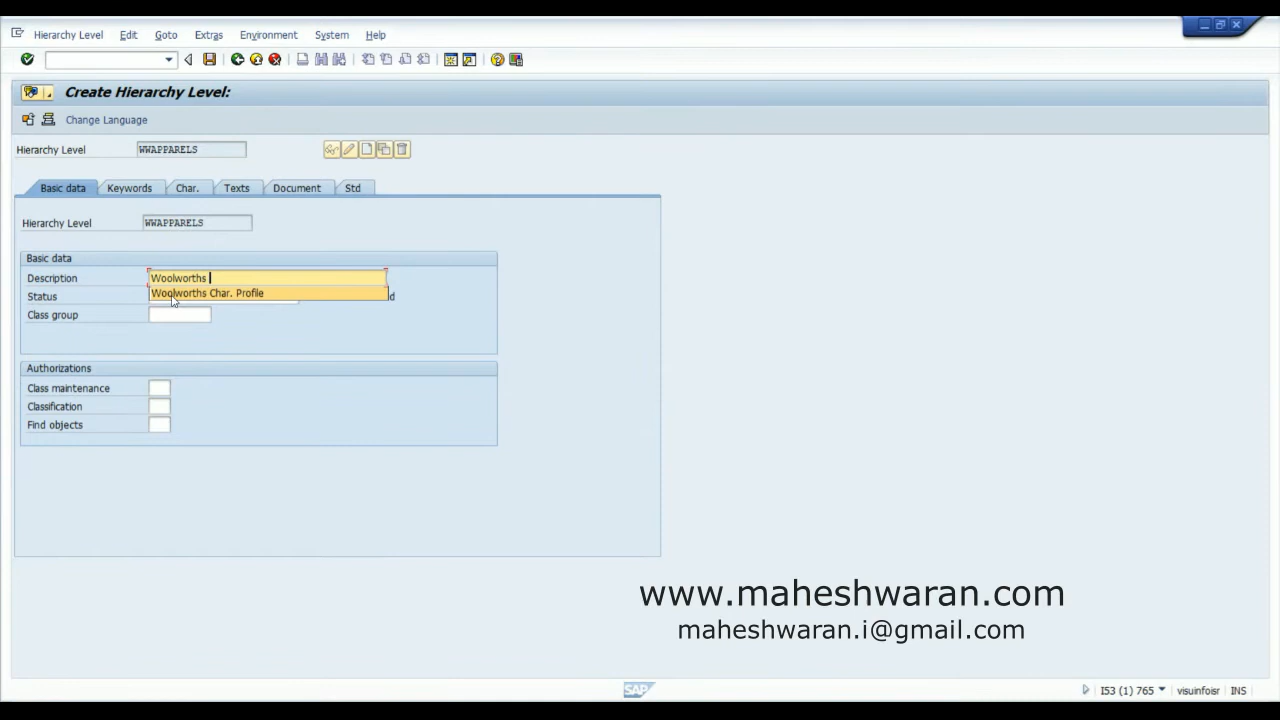 Hierarchy Level Edit Goto Extras Environment System Help
Create Hierarchy Level:
Change Language
Hierarchy Level WWAPPARELS
Basic data Keywords Char. Texts Document Std
Hierarchy Level WWAPPARELS
Basic data
Description Woolworths
Woolworths Char. Profile
Status d
Class group
Authorizations
Class maintenance
Classification
Find objects
www.maheshwaran.com
maheshwaran.i@gmail.com
SAP I53 (1) 765 visuinfoisr INS